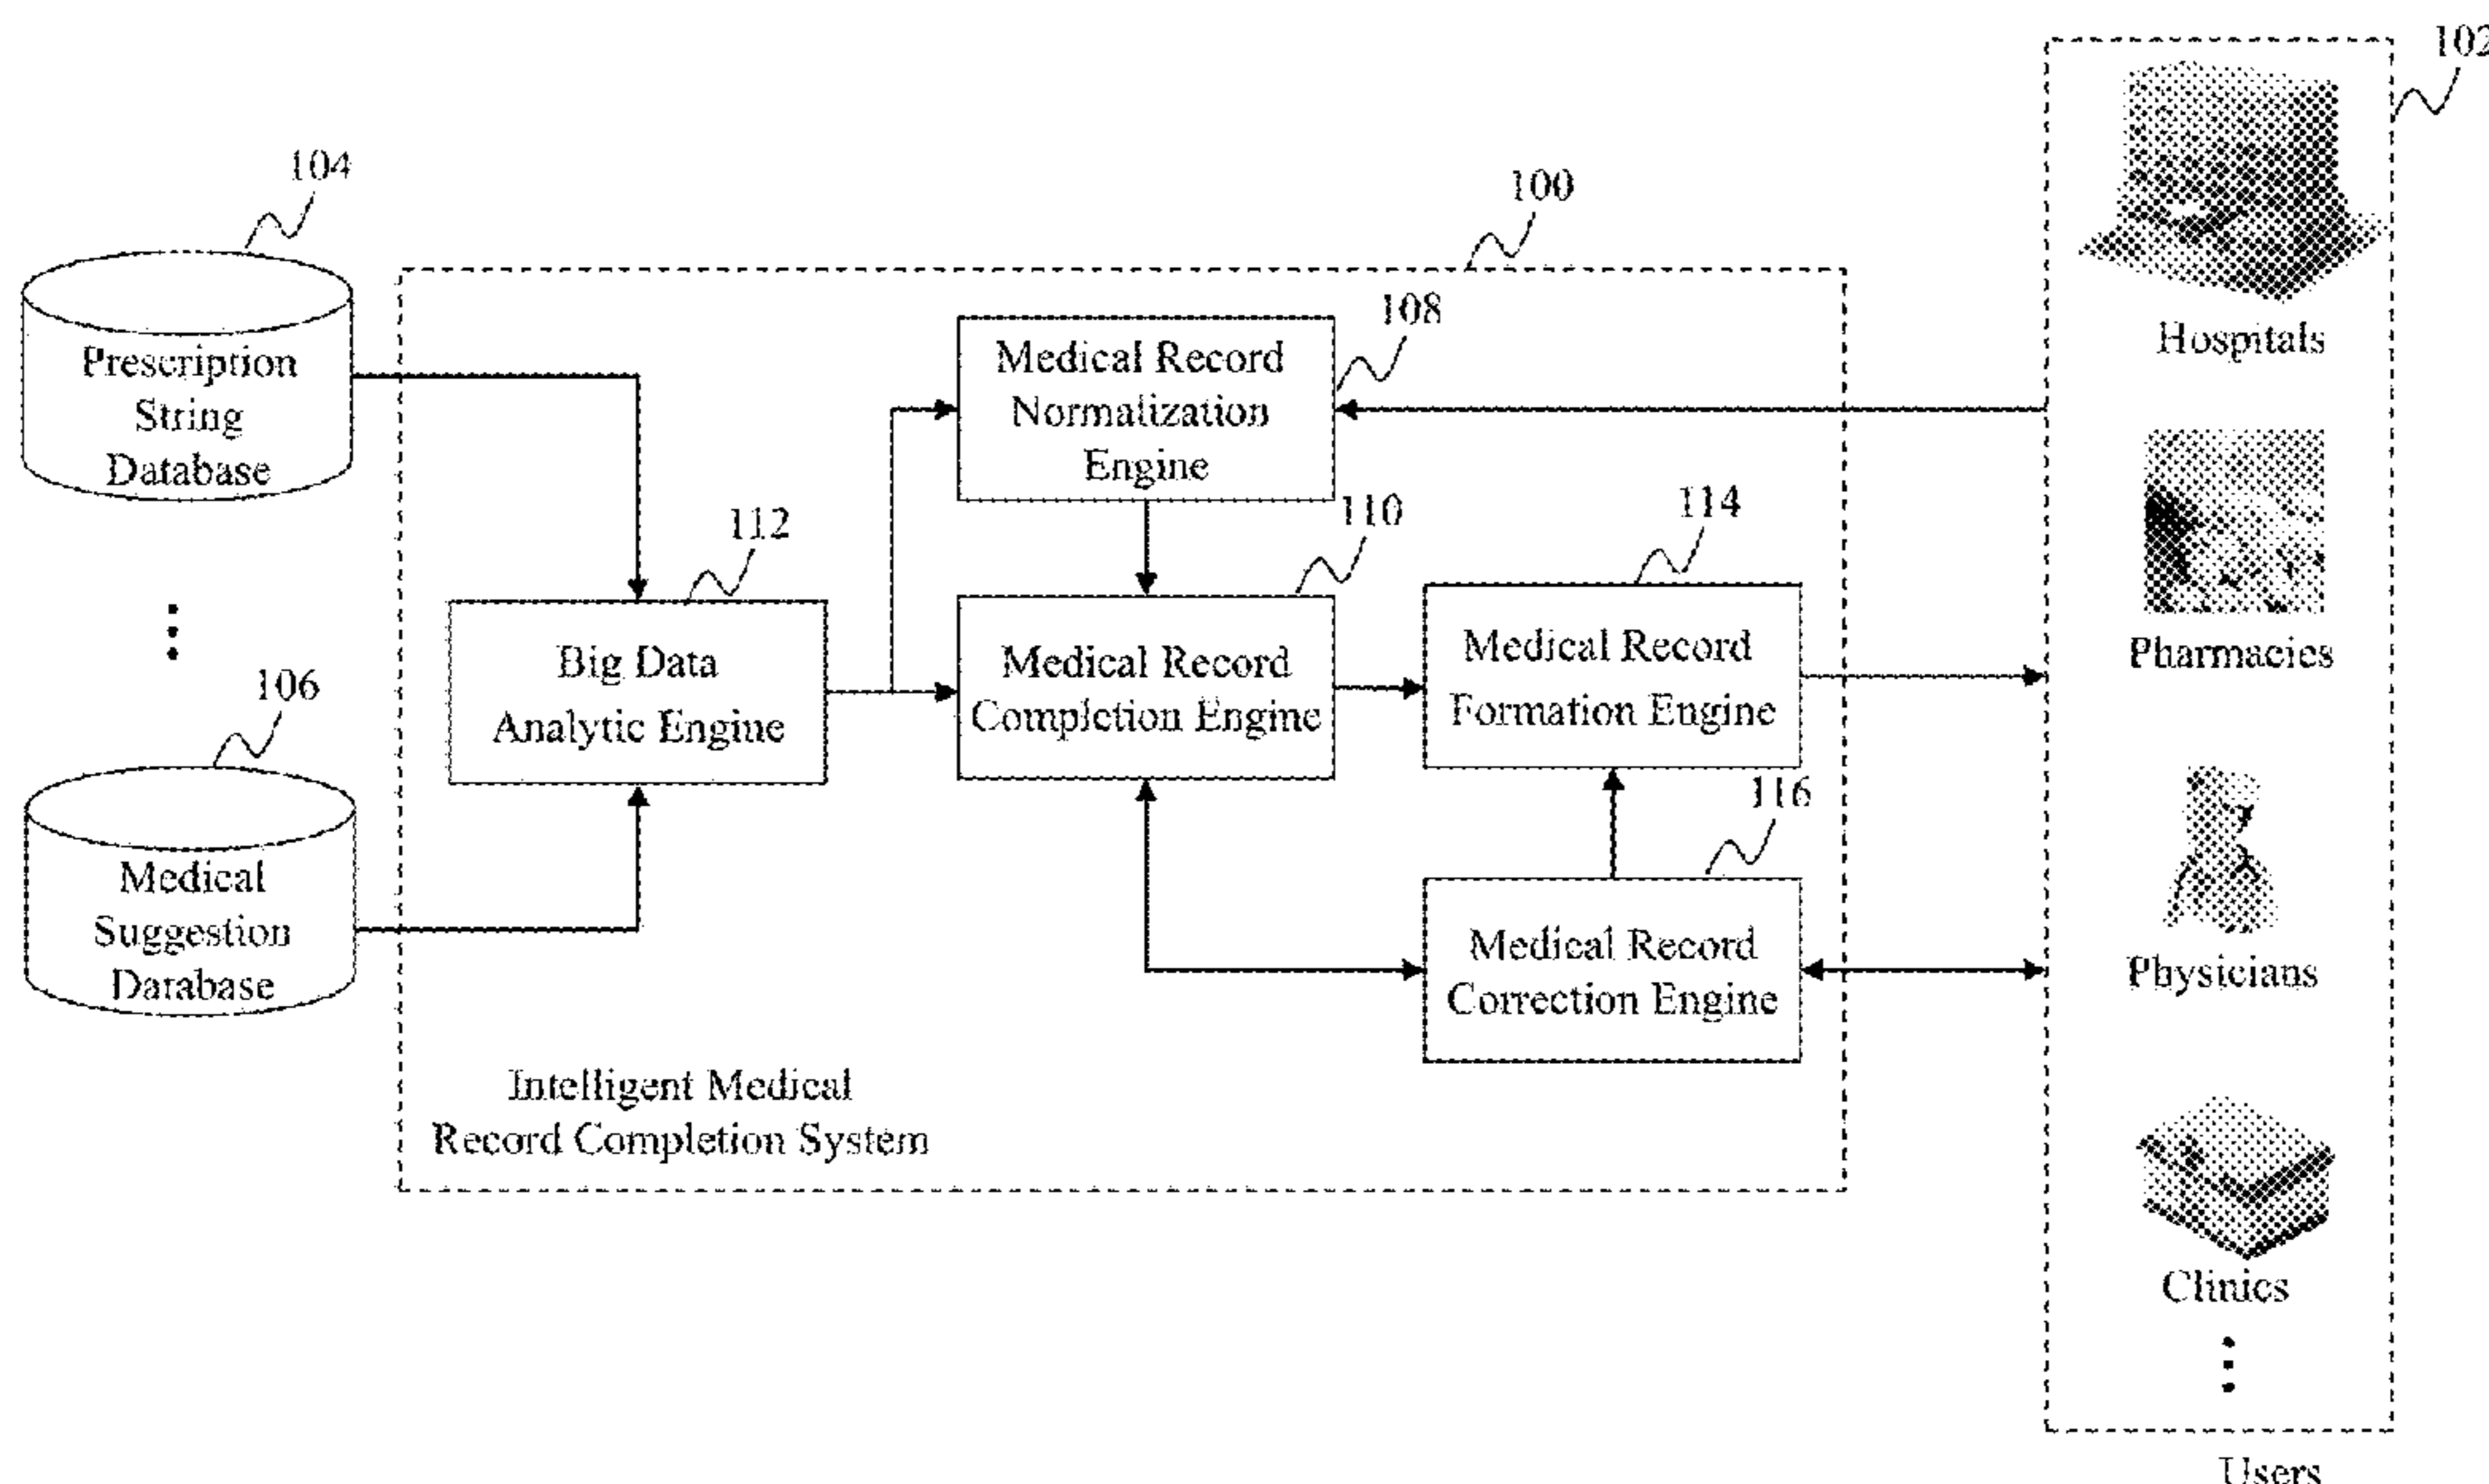 102
Hospitals
Pharmacies
Physicians
Clinics
Users
104
Prescription
String
Database
106
Medical
Suggestion
Database
100
108
Medical Record
Normalization
Engine
112
Big Data
Analytic Engine
110
Medical Record
Completion Engine
114
Medical Record
Formation Engine
116
Medical Record
Correction Engine
Intelligent Medical
Record Completion System